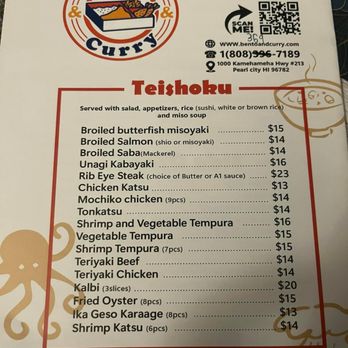 & &
Curry
SCAN
ME!
369
www.bentoandcurry.com
1(808)396-7189
1000 Kamehameha Hwy #213
Pearl city HI 96782
Teishoku
Served with salad, appetizers, rice (sushi, white or brown rice)
and miso soup
Broiled butterfish misoyaki $15
Broiled Salmon (shio or misoyaki) $14
Broiled Saba(Mackerel) $14
Unagi Kabayaki $16
Rib Eye Steak (choice of Butter or A1 sauce) $23
Chicken Katsu $13
Mochiko chicken (9pcs) $14
Tonkatsu $14
Shrimp and Vegetable Tempura $16
Vegetable Tempura $15
Shrimp Tempura (7pcs) $15
Teriyaki Beef $14
Teriyaki Chicken $14
Kalbi (3slices) $20
Fried Oyster (8pcs) $15
Ika Geso Karaage (8pcs) $13
Shrimp Katsu (6pcs) $14